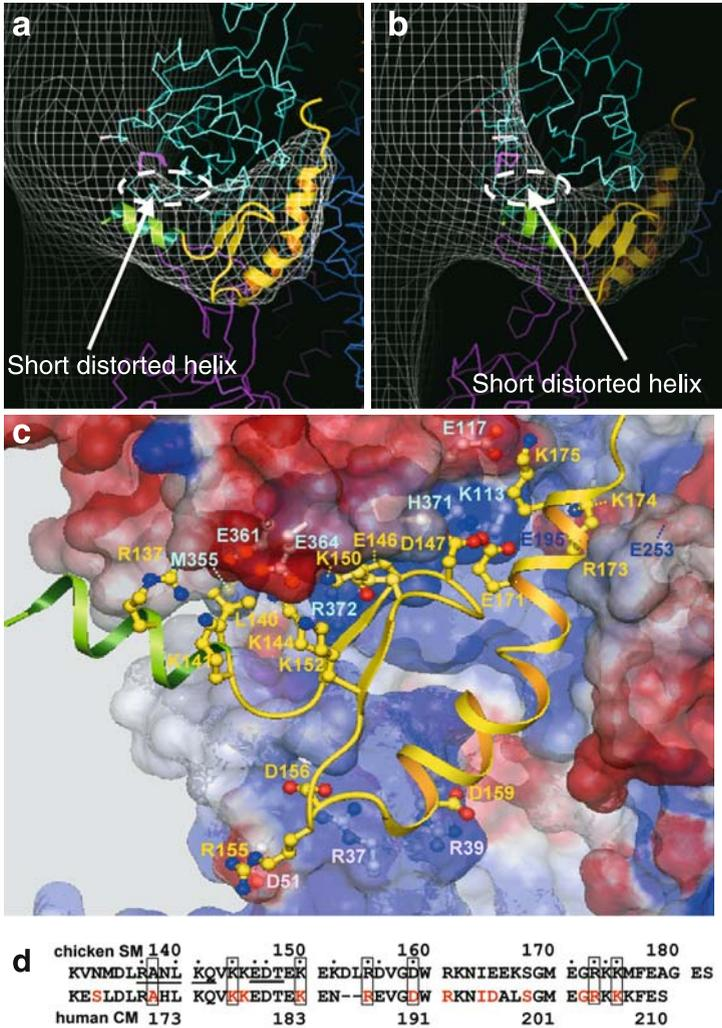 a
b
Short distorted helix
Short distorted helix
c
E117
K175
H371 K113
K174
E361
E364
E146 D147
E195
E253
R137
M355
K150
R173
L140
R372
E171
K141
K144
K152
D156
D159
R155
R37
R39
D51
d
chicken SM 140 150 160 170 180
KVNMDLRANL KQVKKEDTEK EKDLRDVGDW RKNIEEKSGM EGRKKMFEAG ES
KESLDLRAHL KQVKKEDTEK EN--REVGDW RKNIDALSGM EGRKKKFES
human CM 173 183 191 201 210